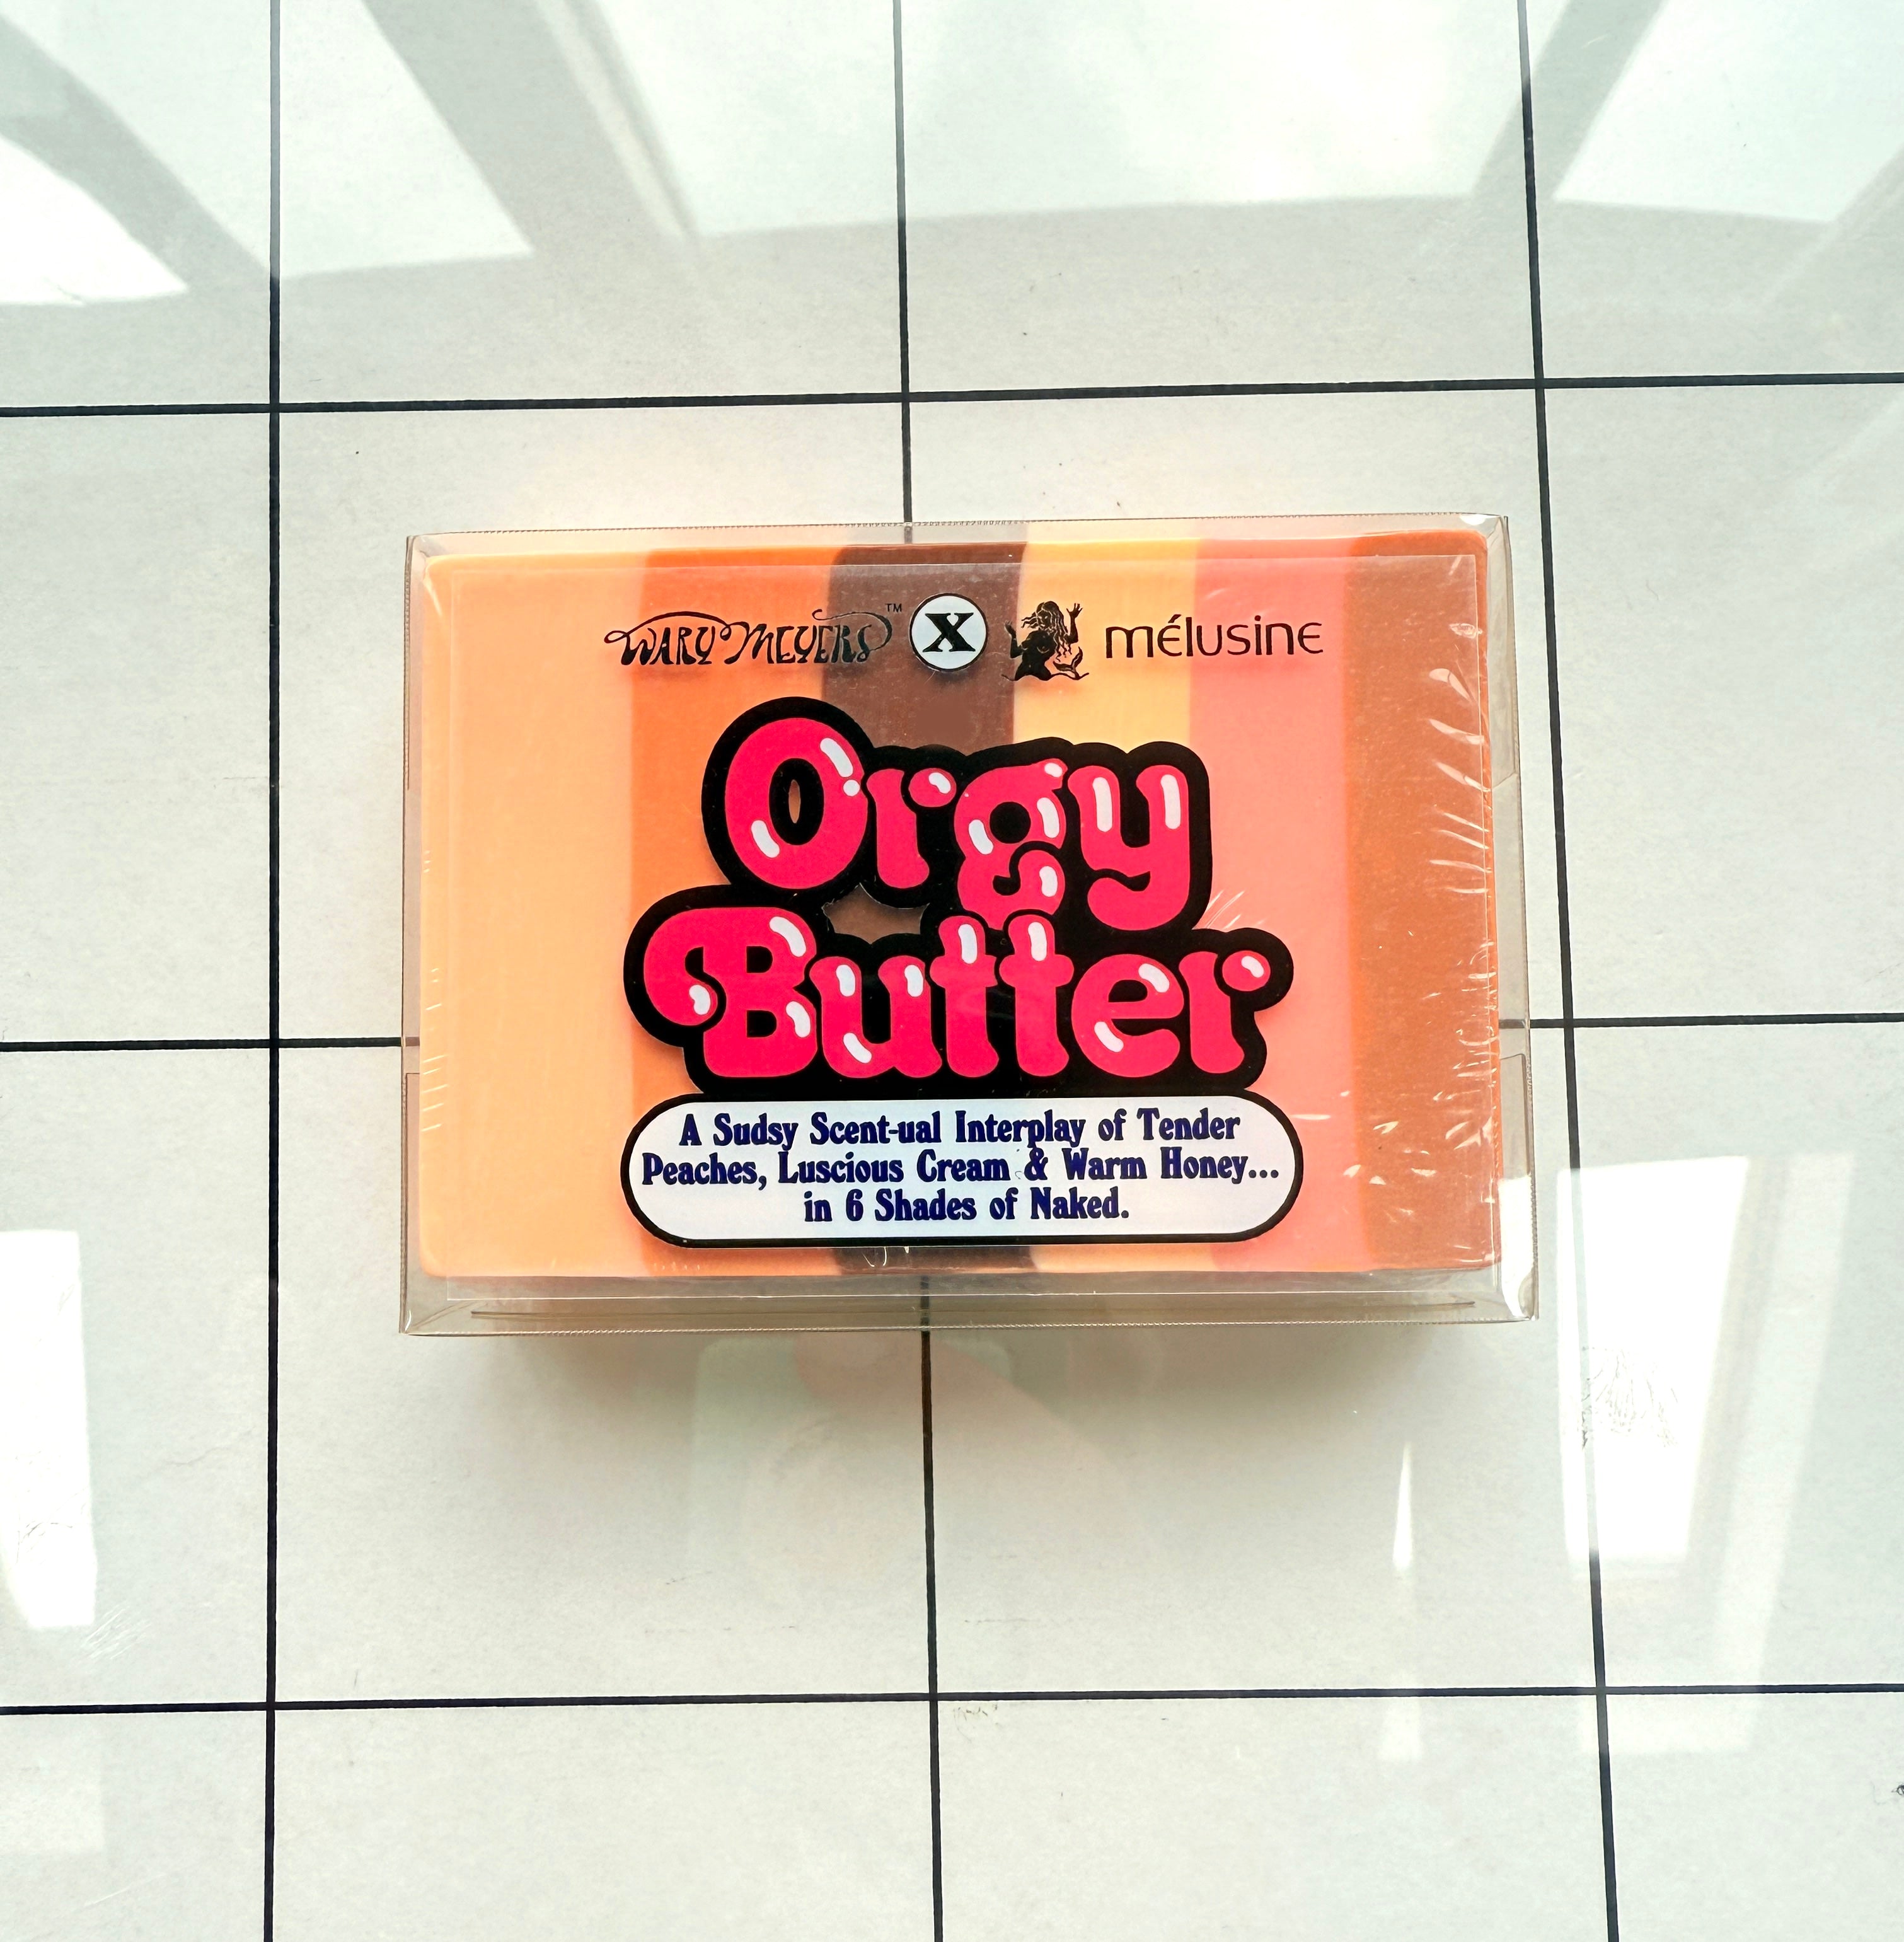 WARY MEYERS™ X mélusine
Orgy
Butter
A Sudsy Scent-ual Interplay of Tender
Peaches, Luscious Cream & Warm Honey...
in 6 Shades of Naked.